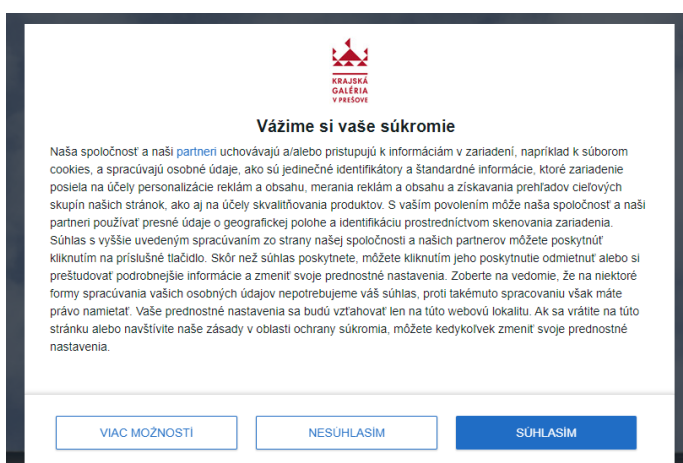 KRAJSKÁ
GALÉRIA
V PREŠOVE
Vážime si vaše súkromie
Naša spoločnosť a naši partneri uchovávajú a/alebo pristupujú k informáciám v zariadení, napríklad k súborom
cookies, a spracúvajú osobné údaje, ako sú jedinečné identifikátory a štandardné informácie, ktoré zariadenie
posiela na účely personalizácie reklám a obsahu, merania reklám a obsahu a získavania prehľadov cieľových
skupín našich stránok, ako aj na účely skvalitňovania produktov. S vaším povolením môže naša spoločnosť a naši
partneri používať presné údaje o geografickej polohe a identifikáciu prostredníctvom skenovania zariadenia.
Súhlas s vyššie uvedeným spracúvaním zo strany našej spoločnosti a našich partnerov môžete poskytnúť
kliknutím na príslušné tlačidlo. Skôr než súhlas poskytnete, môžete kliknutím jeho poskytnutie odmietnuť alebo si
preštudovať podrobnejšie informácie a zmeniť svoje prednostné nastavenia. Zoberte na vedomie, že na niektoré
formy spracúvania vašich osobných údajov nepotrebujeme váš súhlas, proti takémuto spracovaniu však máte
právo namietať. Vaše prednostné nastavenia sa budú vzťahovať len na túto webovú lokalitu. Ak sa vrátite na túto
stránku alebo navštívite naše zásady v oblasti ochrany súkromia, môžete kedykoľvek zmeniť svoje prednostné
nastavenia.
VIAC MOŽNOSTÍ
NESÚHLASÍM
SÚHLASÍM